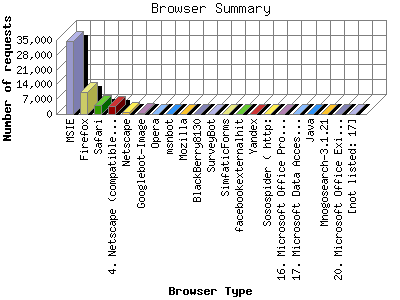 Browser Summary
Number of requests
35,000
28,000
21,000
14,000
7,000
0
MSIE
Firefox
Safari
4. Netscape (compatible...
Netscape
Googlebot-Image
Opera
msnbot
Mozilla
BlackBerry8130
SurveyBot
SimfaticForms
facebookexternalhit
Yandex
Sosospider ( http:
16. Microsoft Office Pro...
17. Microsoft Data Acces...
Java
Mnogosearch-3.1.21
20. Microsoft Office Exi...
[not listed: 17]
Browser Type